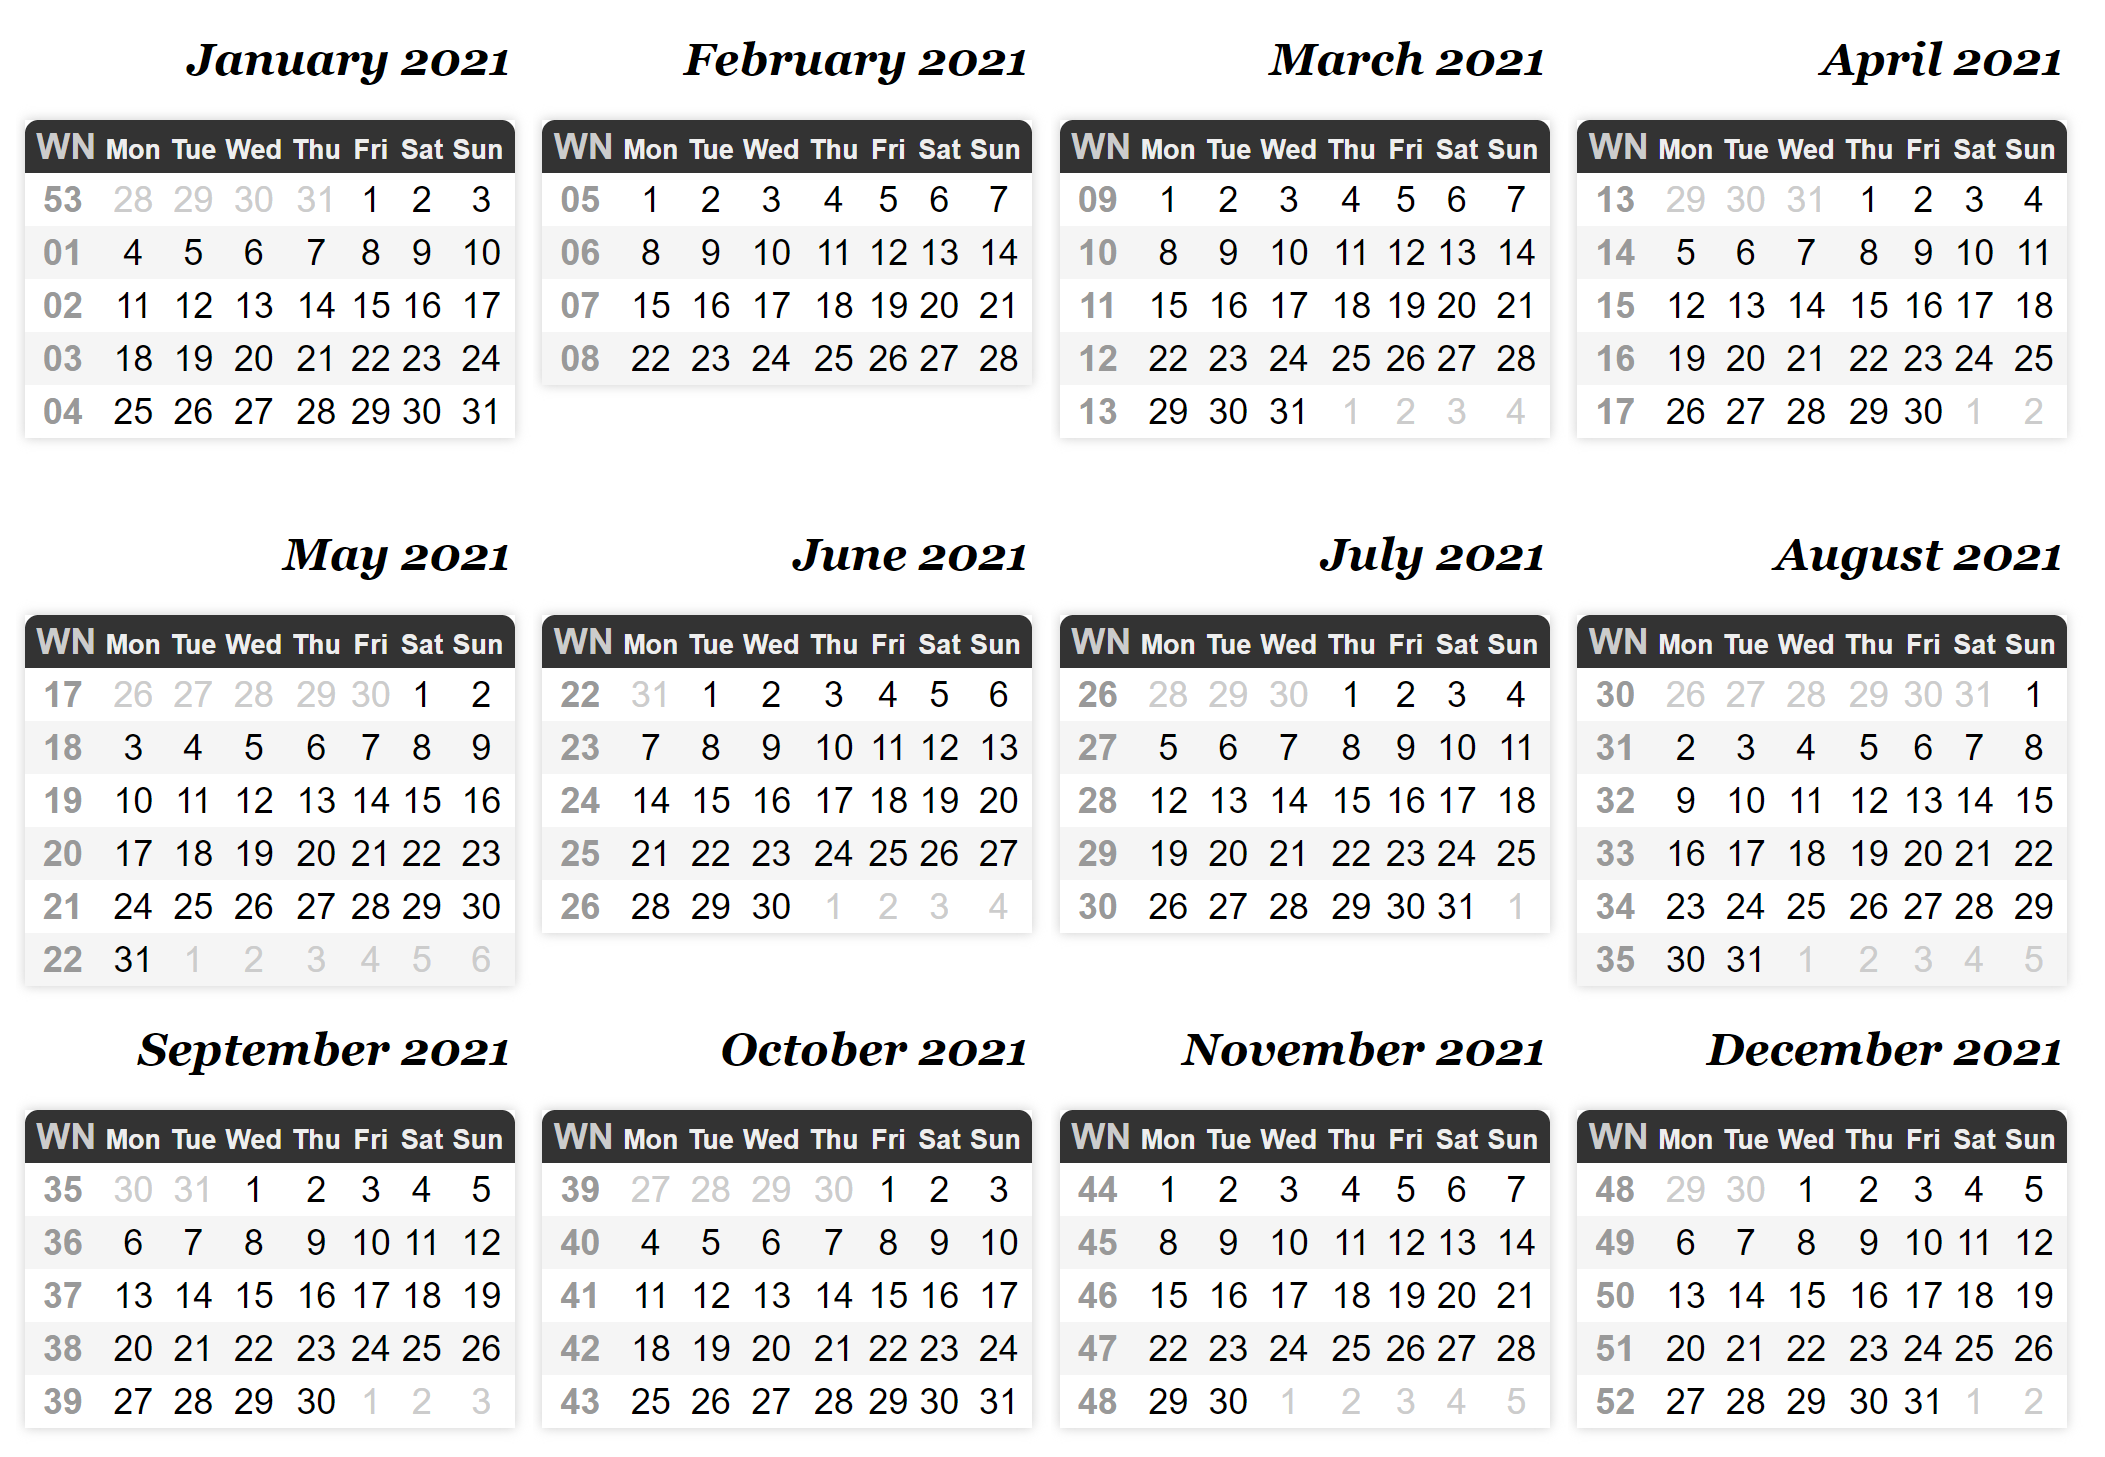 January 2021
WN Mon Tue Wed Thu Fri Sat Sun
53 28 29 30 31 1 2 3
01 4 5 6 7 8 9 10
02 11 12 13 14 15 16 17
03 18 19 20 21 22 23 24
04 25 26 27 28 29 30 31
February 2021
WN Mon Tue Wed Thu Fri Sat Sun
05 1 2 3 4 5 6 7
06 8 9 10 11 12 13 14
07 15 16 17 18 19 20 21
08 22 23 24 25 26 27 28
March 2021
WN Mon Tue Wed Thu Fri Sat Sun
09 1 2 3 4 5 6 7
10 8 9 10 11 12 13 14
11 15 16 17 18 19 20 21
12 22 23 24 25 26 27 28
13 29 30 31 1 2 3 4
April 2021
WN Mon Tue Wed Thu Fri Sat Sun
13 29 30 31 1 2 3 4
14 5 6 7 8 9 10 11
15 12 13 14 15 16 17 18
16 19 20 21 22 23 24 25
17 26 27 28 29 30 1 2
May 2021
WN Mon Tue Wed Thu Fri Sat Sun
17 26 27 28 29 30 1 2
18 3 4 5 6 7 8 9
19 10 11 12 13 14 15 16
20 17 18 19 20 21 22 23
21 24 25 26 27 28 29 30
22 31 1 2 3 4 5 6
June 2021
WN Mon Tue Wed Thu Fri Sat Sun
22 31 1 2 3 4 5 6
23 7 8 9 10 11 12 13
24 14 15 16 17 18 19 20
25 21 22 23 24 25 26 27
26 28 29 30 1 2 3 4
July 2021
WN Mon Tue Wed Thu Fri Sat Sun
26 28 29 30 1 2 3 4
27 5 6 7 8 9 10 11
28 12 13 14 15 16 17 18
29 19 20 21 22 23 24 25
30 26 27 28 29 30 31 1
August 2021
WN Mon Tue Wed Thu Fri Sat Sun
30 26 27 28 29 30 31 1
31 2 3 4 5 6 7 8
32 9 10 11 12 13 14 15
33 16 17 18 19 20 21 22
34 23 24 25 26 27 28 29
35 30 31 1 2 3 4 5
September 2021
WN Mon Tue Wed Thu Fri Sat Sun
35 30 31 1 2 3 4 5
36 6 7 8 9 10 11 12
37 13 14 15 16 17 18 19
38 20 21 22 23 24 25 26
39 27 28 29 30 1 2 3
October 2021
WN Mon Tue Wed Thu Fri Sat Sun
39 27 28 29 30 1 2 3
40 4 5 6 7 8 9 10
41 11 12 13 14 15 16 17
42 18 19 20 21 22 23 24
43 25 26 27 28 29 30 31
November 2021
WN Mon Tue Wed Thu Fri Sat Sun
44 1 2 3 4 5 6 7
45 8 9 10 11 12 13 14
46 15 16 17 18 19 20 21
47 22 23 24 25 26 27 28
48 29 30 1 2 3 4 5
December 2021
WN Mon Tue Wed Thu Fri Sat Sun
48 29 30 1 2 3 4 5
49 6 7 8 9 10 11 12
50 13 14 15 16 17 18 19
51 20 21 22 23 24 25 26
52 27 28 29 30 31 1 2